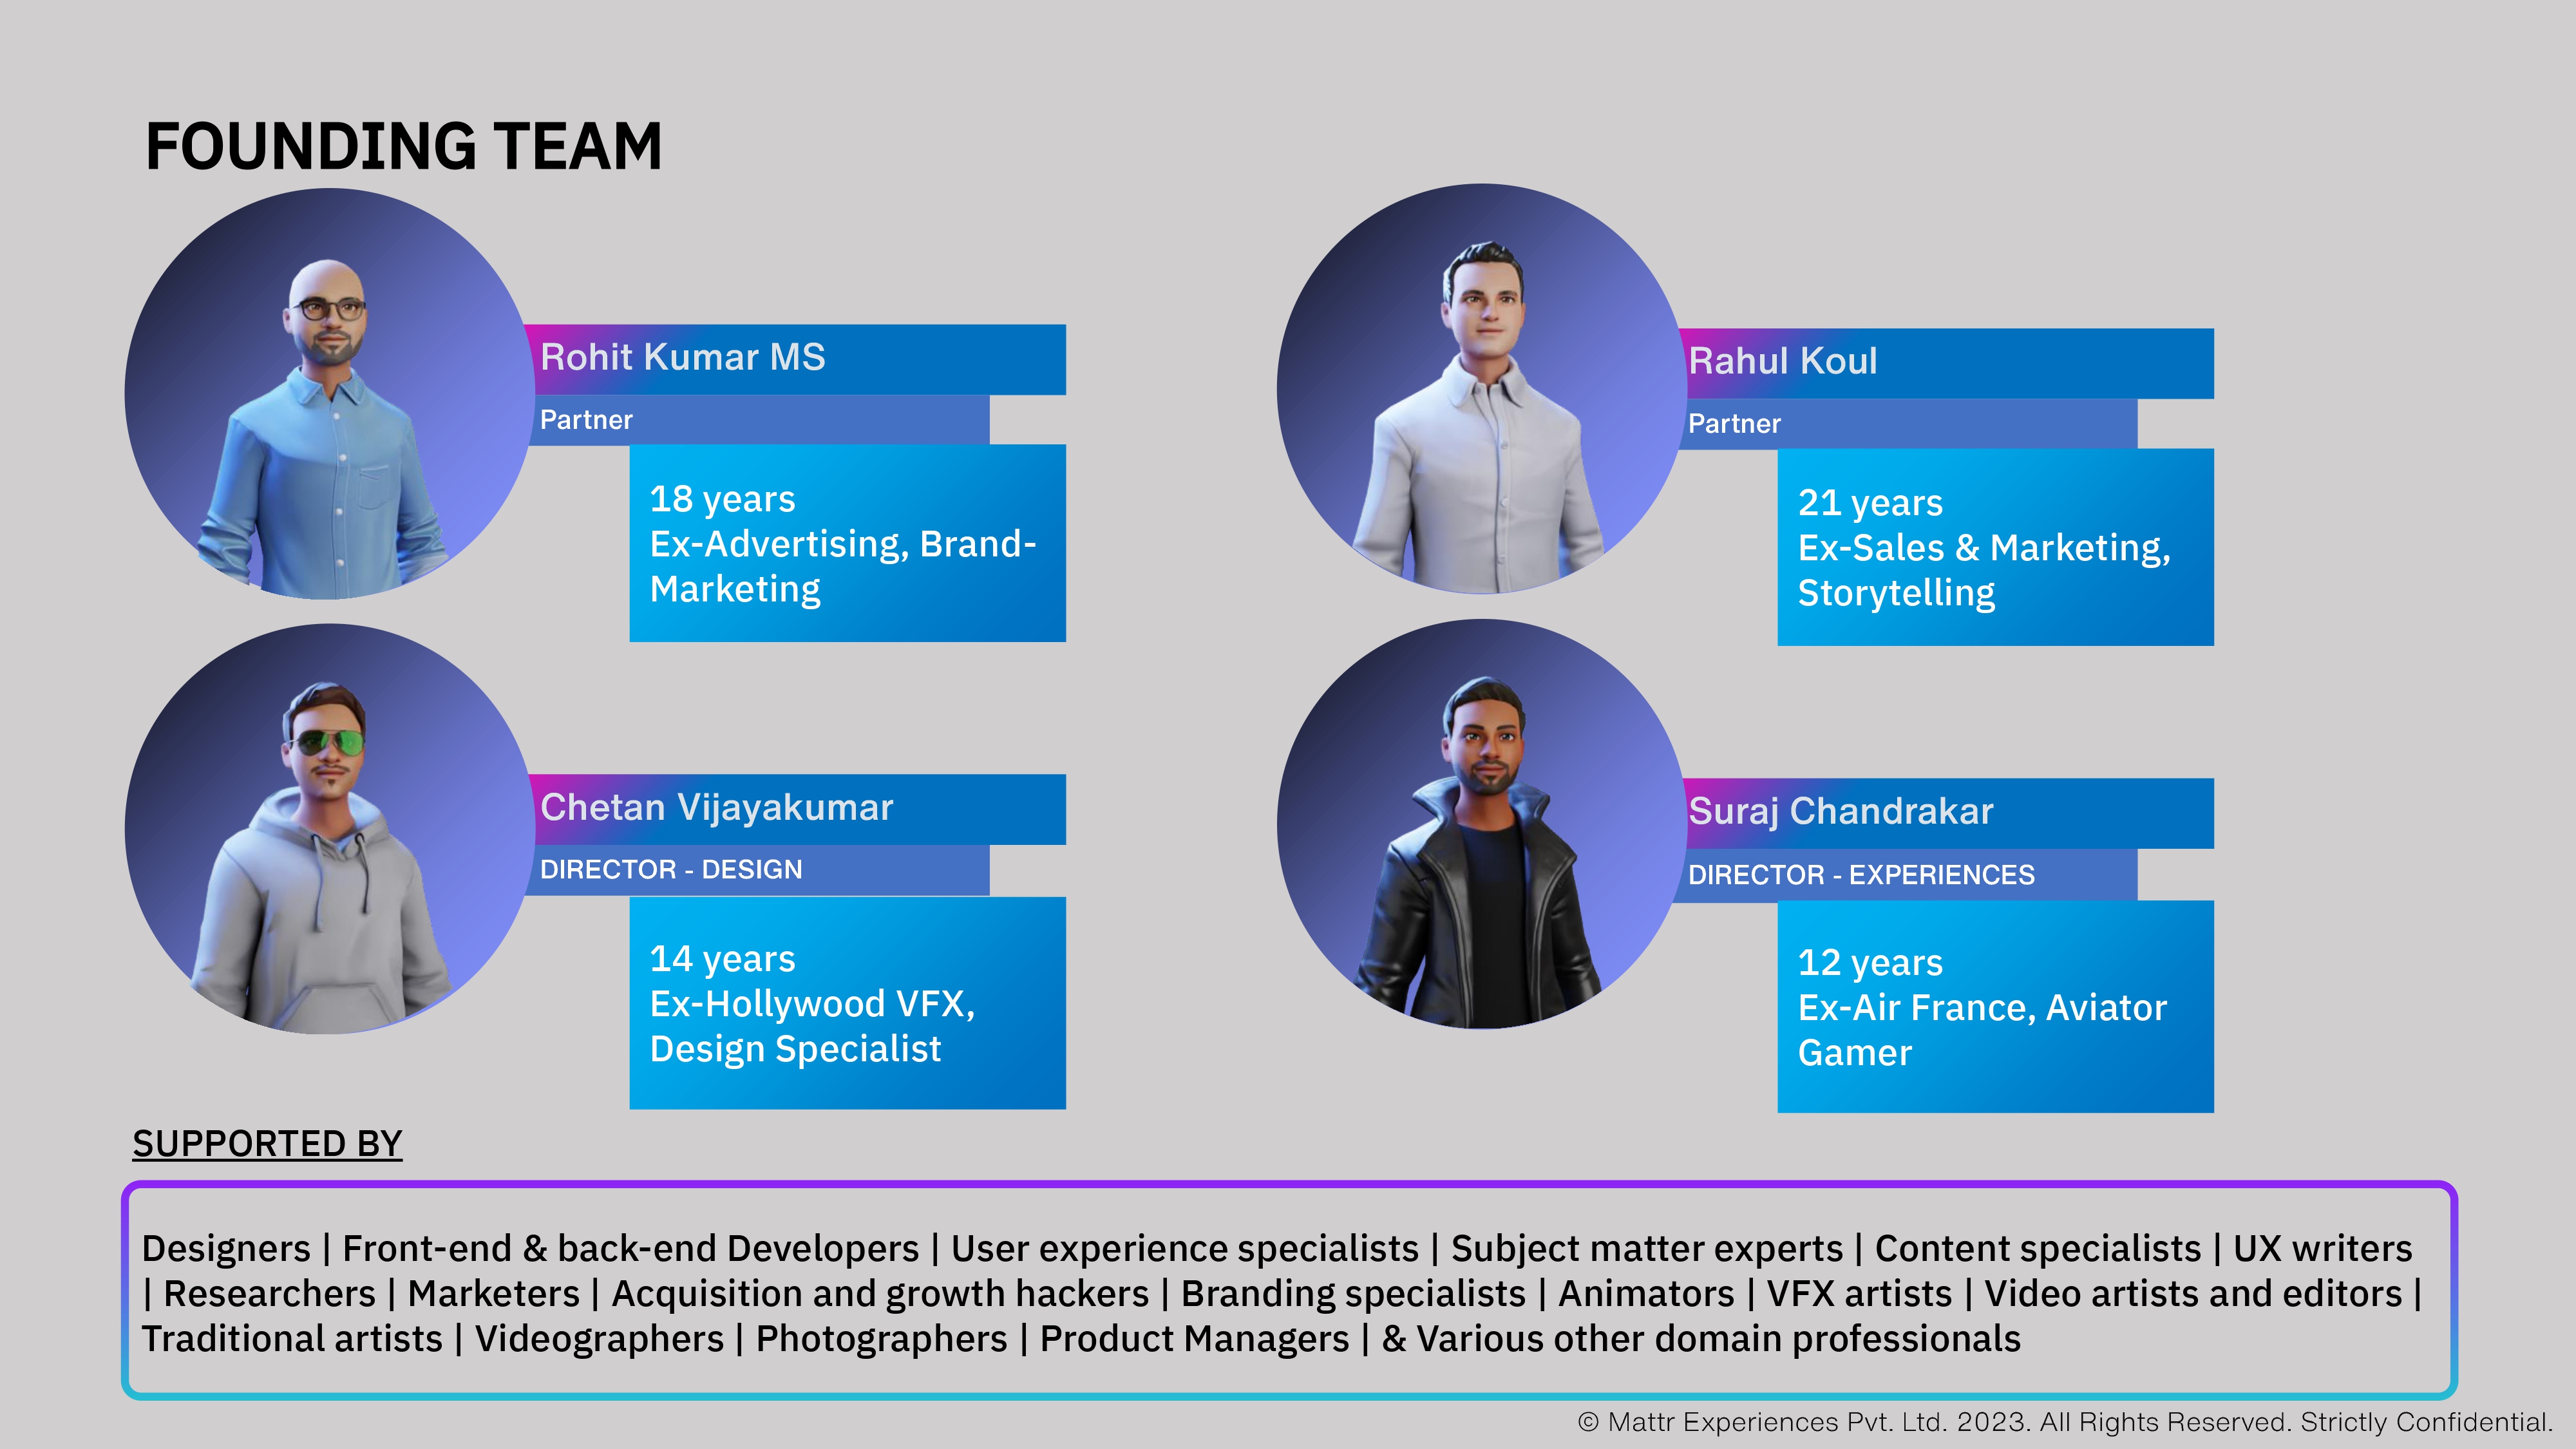 FOUNDING TEAM
Rohit Kumar MS
Partner
18 years
Ex-Advertising, Brand-
Marketing
Rahul Koul
Partner
21 years
Ex-Sales & Marketing,
Storytelling
Chetan Vijayakumar
DIRECTOR - DESIGN
14 years
Ex-Hollywood VFX,
Design Specialist
Suraj Chandrakar
DIRECTOR - EXPERIENCES
12 years
Ex-Air France, Aviator
Gamer
SUPPORTED BY
Designers | Front-end & back-end Developers | User experience specialists | Subject matter experts | Content specialists | UX writers
| Researchers | Marketers | Acquisition and growth hackers | Branding specialists | Animators | VFX artists | Video artists and editors |
Traditional artists | Videographers | Photographers | Product Managers | & Various other domain professionals
© Mattr Experiences Pvt. Ltd. 2023. All Rights Reserved. Strictly Confidential.